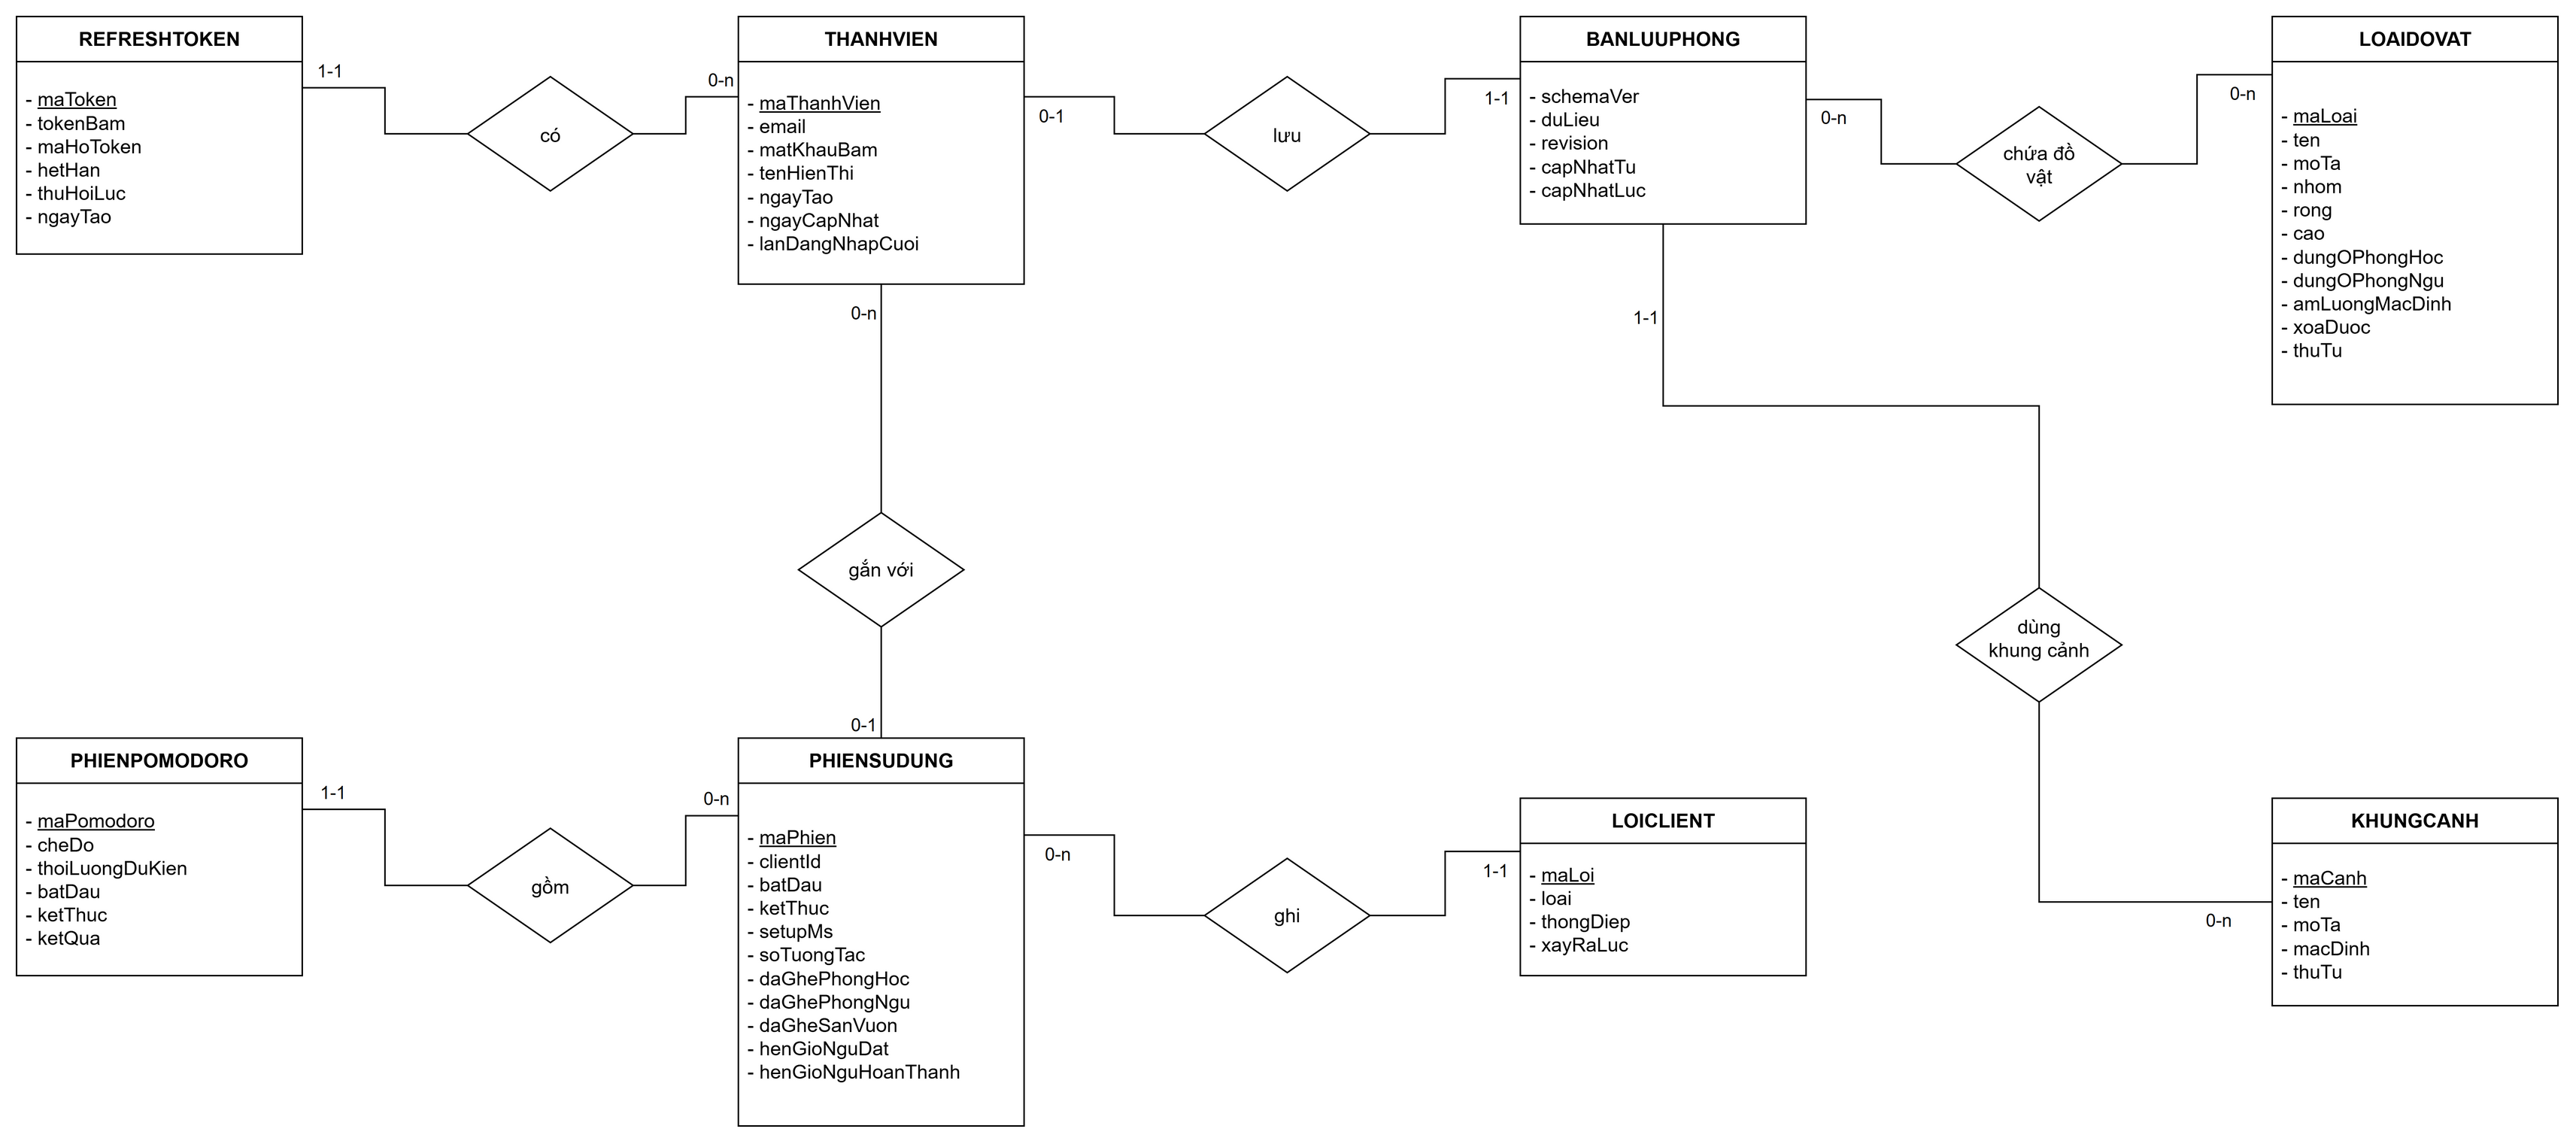 REFRESHTOKEN
- maToken
- tokenBam
- maHoToken
- hetHan
- thuHoiLuc
- ngayTao
1-1
có
0-n
THANHVIEN
- maThanhVien
- email
- matKhauBam
- tenHienThi
- ngayTao
- ngayCapNhat
- lanDangNhapCuoi
0-1
lưu
1-1
BANLUUPHONG
- schemaVer
- duLieu
- revision
- capNhatTu
- capNhatLuc
0-n
chứa đồ
vật
0-n
LOAIDOVAT
- maLoai
- ten
- moTa
- nhom
- rong
- cao
- dungOPhongHoc
- dungOPhongNgu
- amLuongMacDinh
- xoaDuoc
- thuTu
0-n
gắn với
0-1
1-1
dùng
khung cảnh
0-n
PHIENPOMODORO
- maPomodoro
- cheDo
- thoiLuongDuKien
- batDau
- ketThuc
- ketQua
1-1
gồm
0-n
PHIENSUDUNG
- maPhien
- clientId
- batDau
- ketThuc
- setupMs
- soTuongTac
- daGhePhongHoc
- daGhePhongNgu
- daGheSanVuon
- henGioNguDat
- henGioNguHoanThanh
0-n
ghi
1-1
LOICLIENT
- maLoi
- loai
- thongDiep
- xayRaLuc
KHUNGCANH
- maCanh
- ten
- moTa
- macDinh
- thuTu